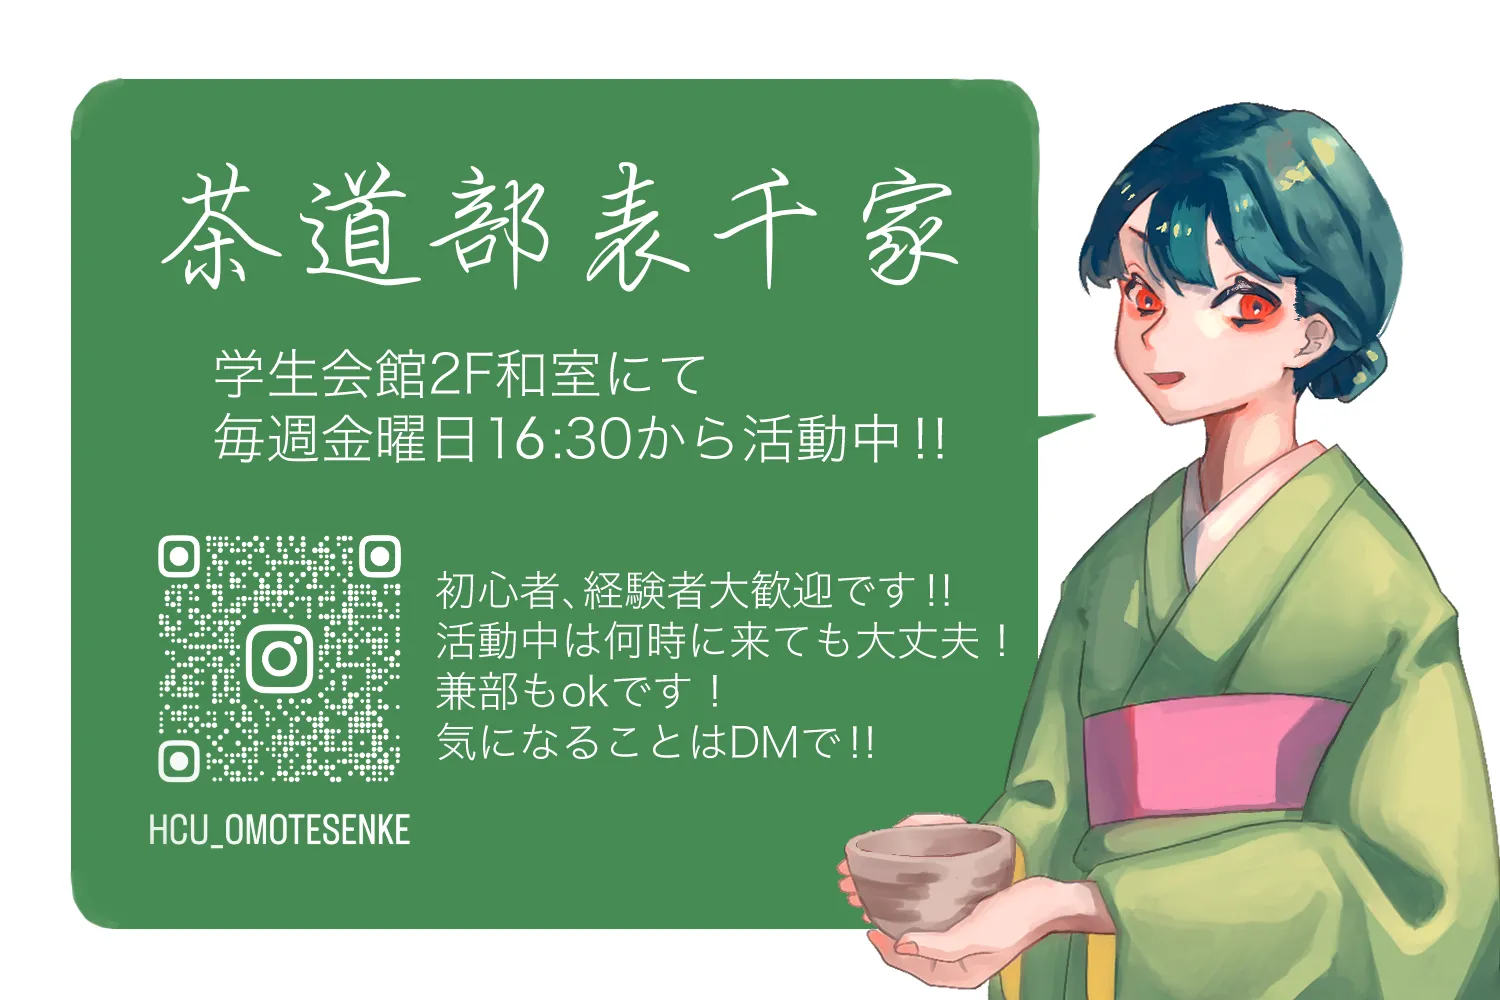 茶道部表千家
学生会館2F和室にて
毎週金曜日16:30から活動中!!
初心者、経験者大歓迎です!!
活動中は何時に来ても大丈夫！
兼部もokです！
気になることはDMで!!
HCU_OMOTESENKE